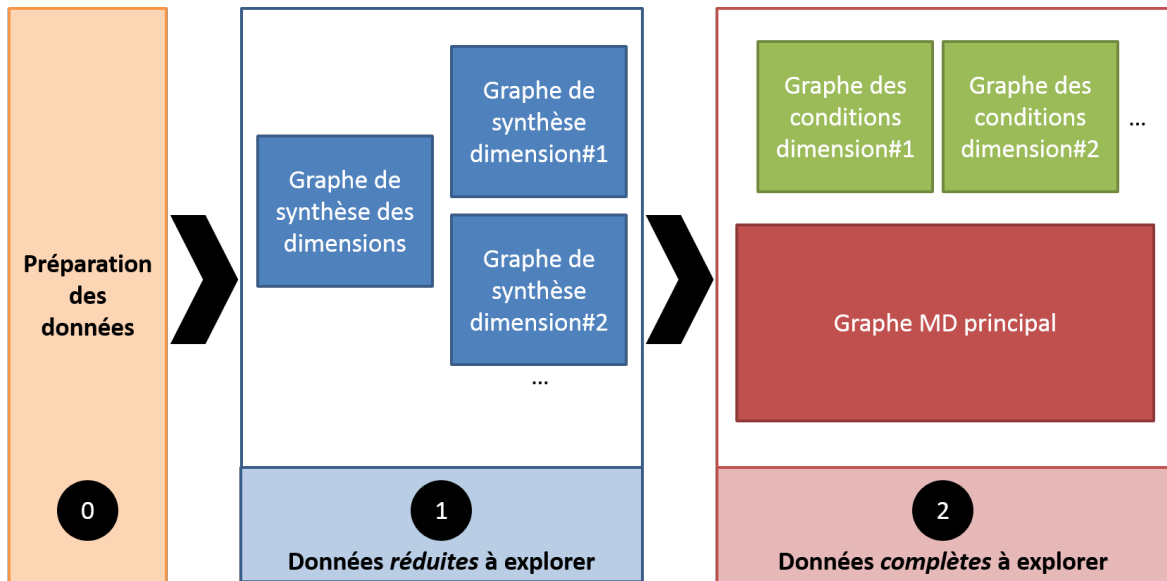 Préparation
des
données
0
Graphe de
synthèse des
dimensions
Graphe de
synthèse
dimension#1
Graphe de
synthèse
dimension#2
...
1
Données réduites à explorer
Graphe des
conditions
dimension#1
Graphe des
conditions
dimension#2
...
Graphe MD principal
2
Données complètes à explorer